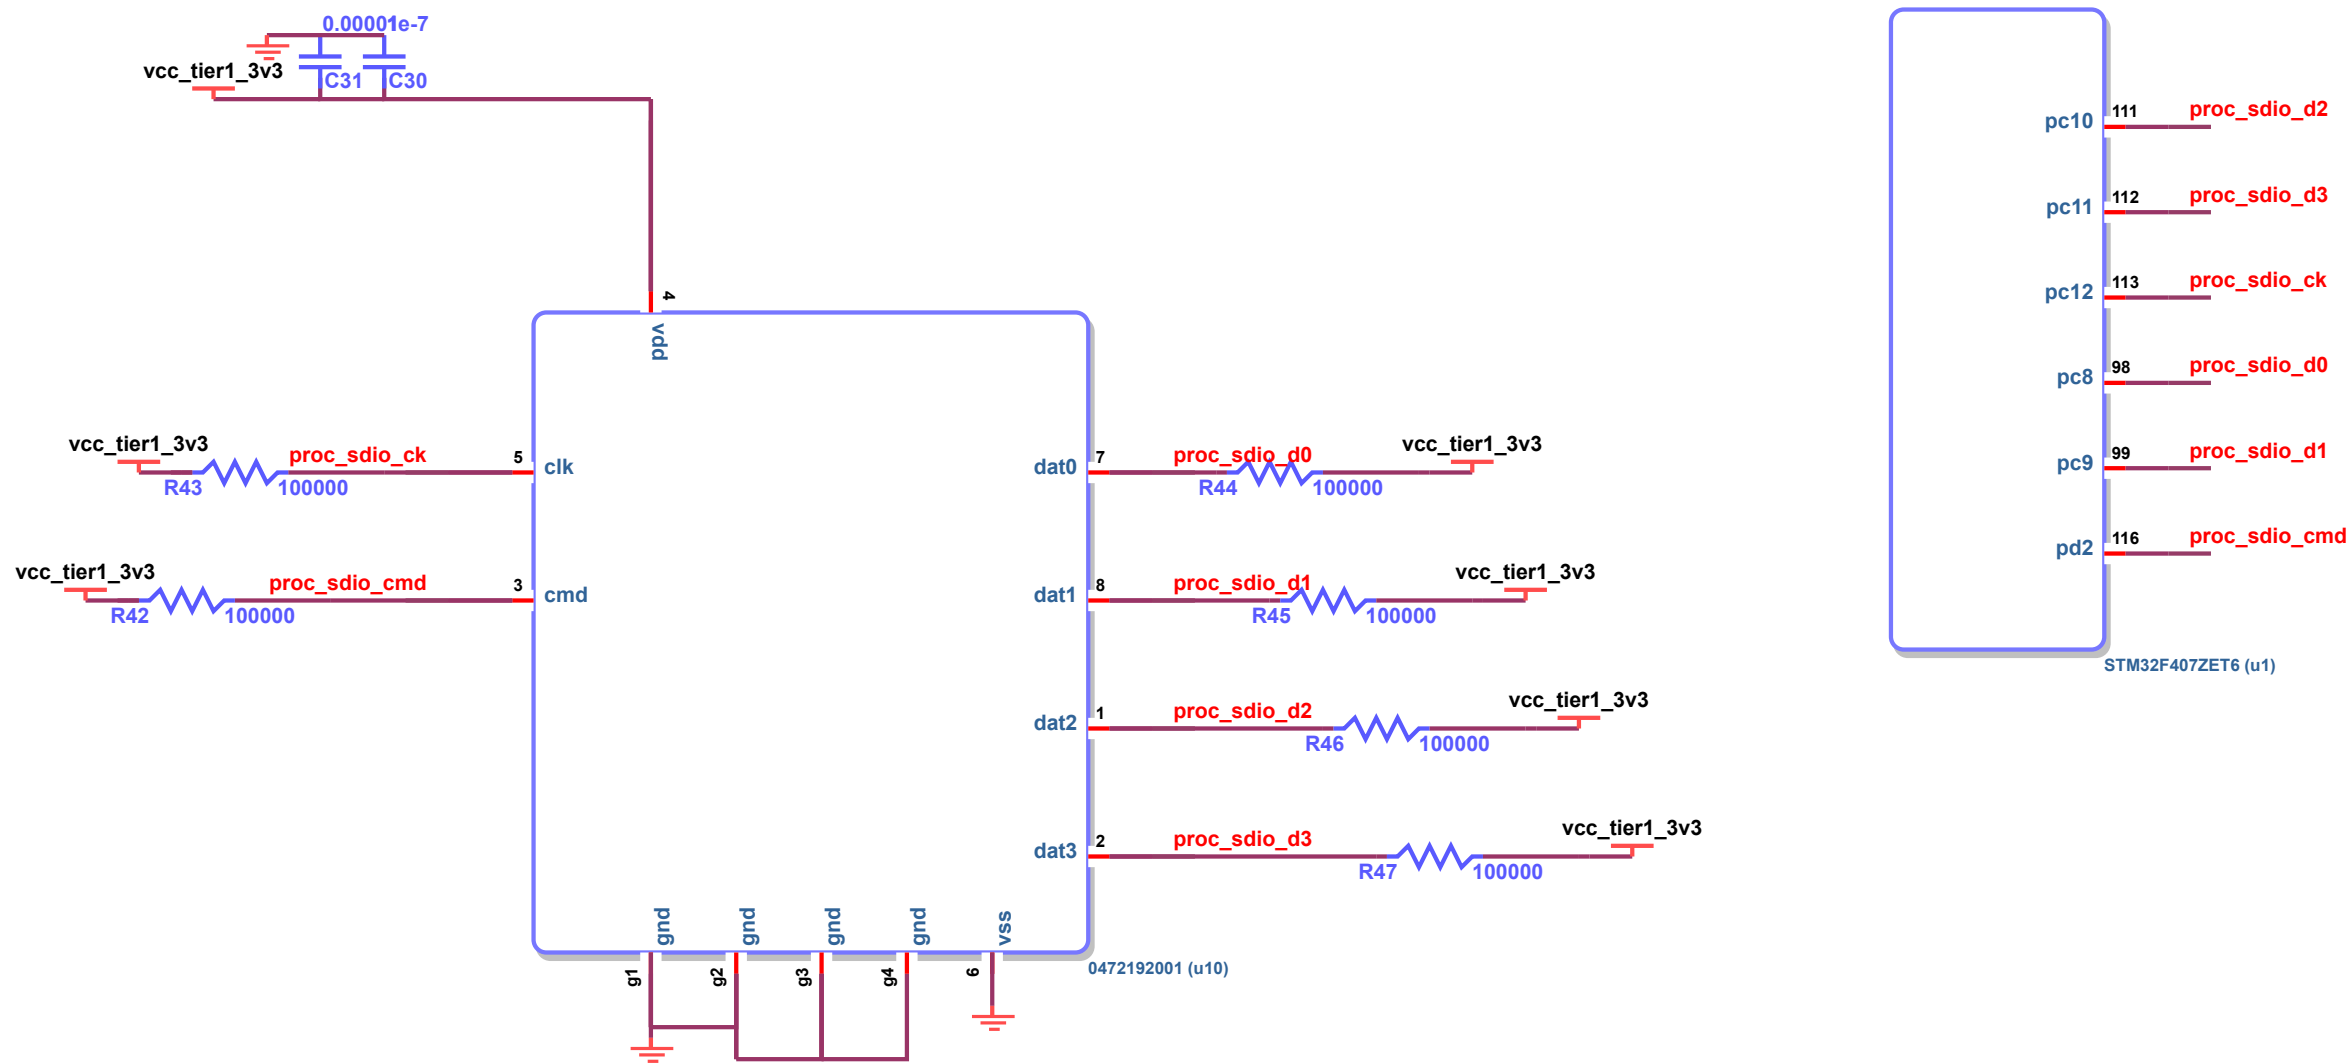 0.00001e-7
vcc_tier1_3v3
C31
C30
4
vdd
vcc_tier1_3v3
proc_sdio_ck
5
clk
R43
100000
vcc_tier1_3v3
proc_sdio_cmd
3
cmd
R42
100000
dat0
7
proc_sdio_d0
vcc_tier1_3v3
R44
100000
dat1
8
proc_sdio_d1
vcc_tier1_3v3
R45
100000
dat2
1
proc_sdio_d2
vcc_tier1_3v3
R46
100000
dat3
2
proc_sdio_d3
vcc_tier1_3v3
R47
100000
gnd
gnd
gnd
gnd
vss
g1
g2
g3
g4
6
0472192001 (u10)
pc10
111
proc_sdio_d2
pc11
112
proc_sdio_d3
pc12
113
proc_sdio_ck
pc8
98
proc_sdio_d0
pc9
99
proc_sdio_d1
pd2
116
proc_sdio_cmd
STM32F407ZET6 (u1)